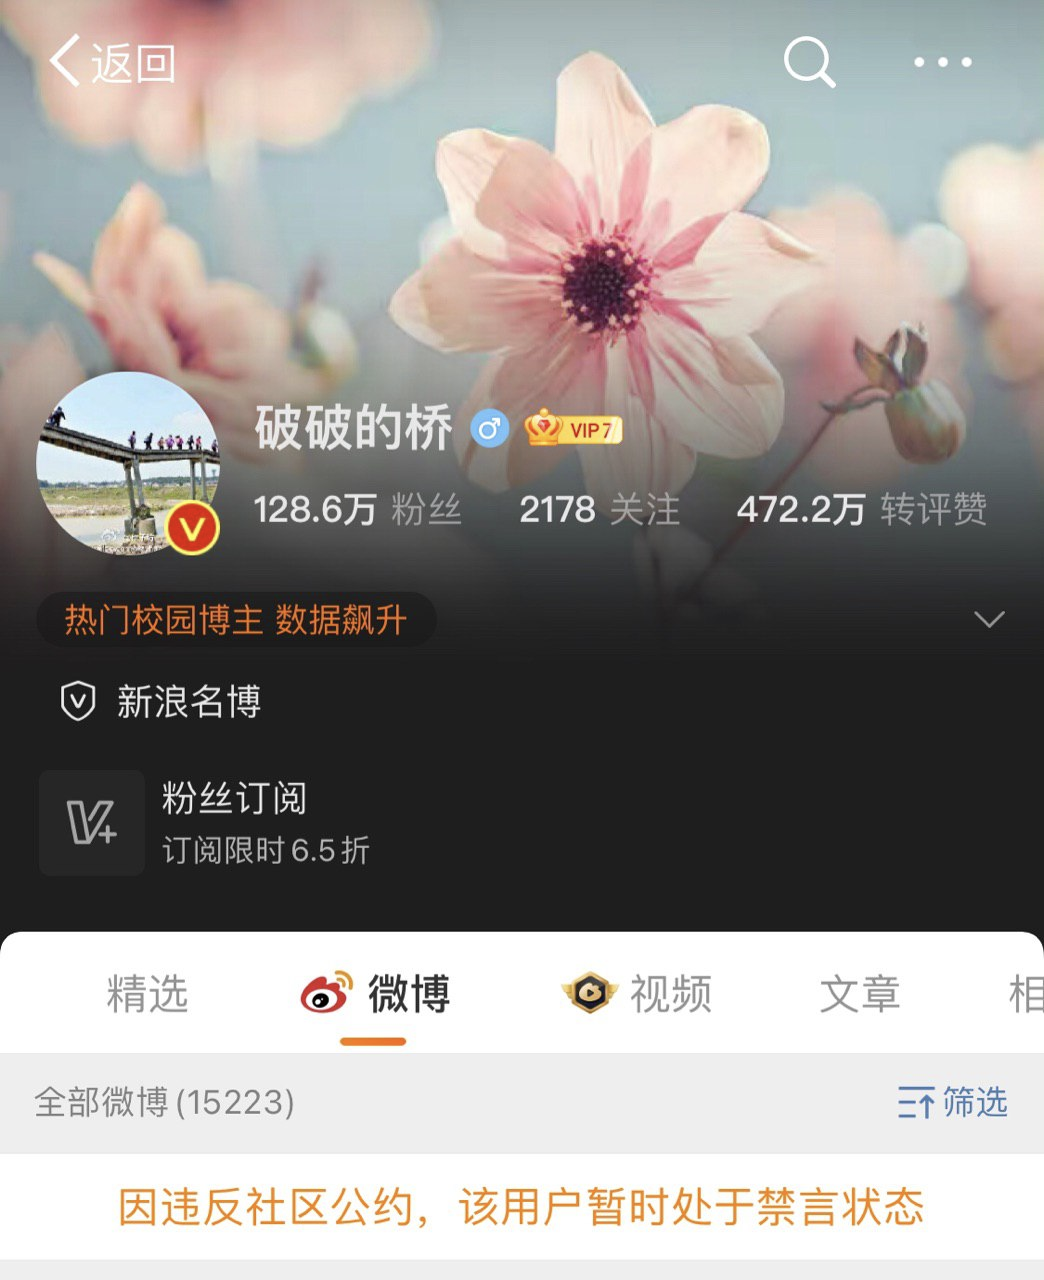 返回
破破的桥 VIP 7
128.6万 粉丝 2178 关注 472.2万 转评赞
热门校园博主 数据飙升
新浪名博
粉丝订阅
订阅限时 6.5 折
精选 微博 视频 文章 相
全部微博(15223) 筛选
因违反社区公约，该用户暂时处于禁言状态